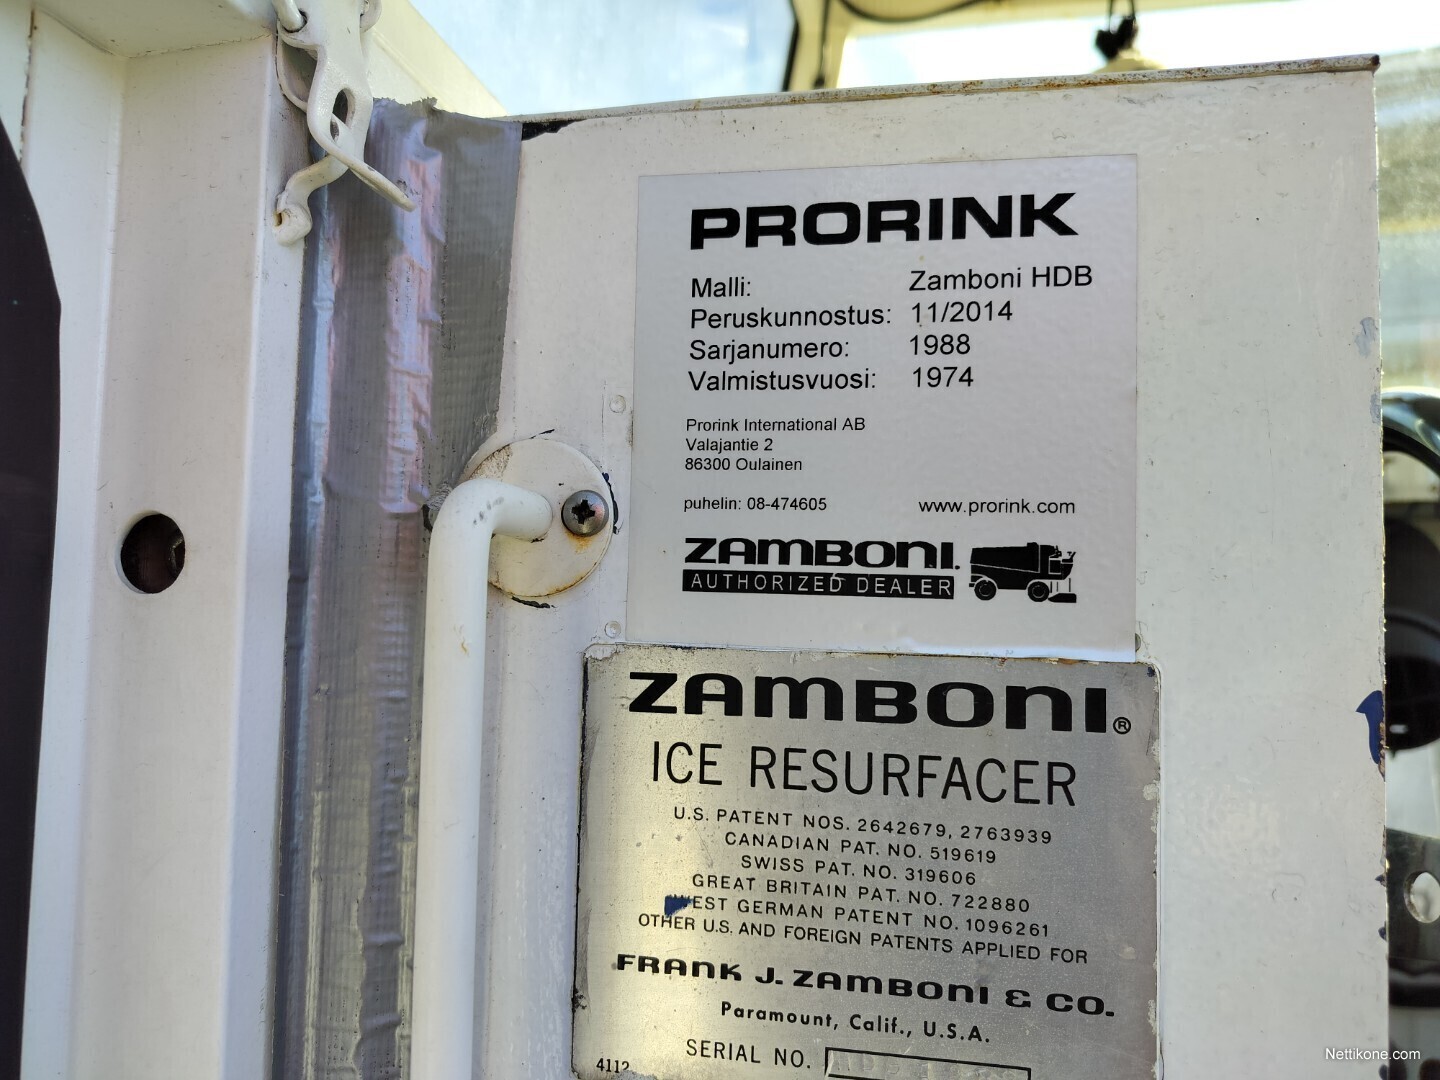 PRORINK
Malli: Zamboni HDB
Peruskunnostus: 11/2014
Sarjanumero: 1988
Valmistusvuosi: 1974
Prorink International AB
Valajantie 2
86300 Oulainen
puhelin: 08-474605 www.prorink.com
ZAMBONI.
AUTHORIZED DEALER
ZAMBONI®
ICE RESURFACER
U.S. PATENT NOS. 2642679, 2763939
CANADIAN PAT. NO. 519619
SWISS PAT. NO. 319606
GREAT BRITAIN PAT. NO. 722880
WEST GERMAN PATENT NO. 1096261
OTHER U.S. AND FOREIGN PATENTS APPLIED FOR
FRANK J. ZAMBONI & CO.
Paramount, Calif., U.S.A.
SERIAL NO.
Nettikone.com